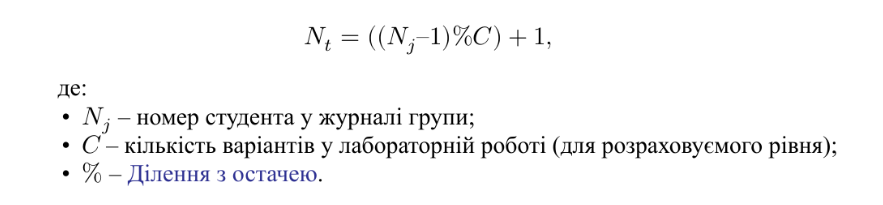 N_t = ((N_j–1)%C) + 1,
де:
• N_j – номер студента у журналі групи;
• C – кількість варіантів у лабораторній роботі (для розраховуємого рівня);
• % – Ділення з остачею.